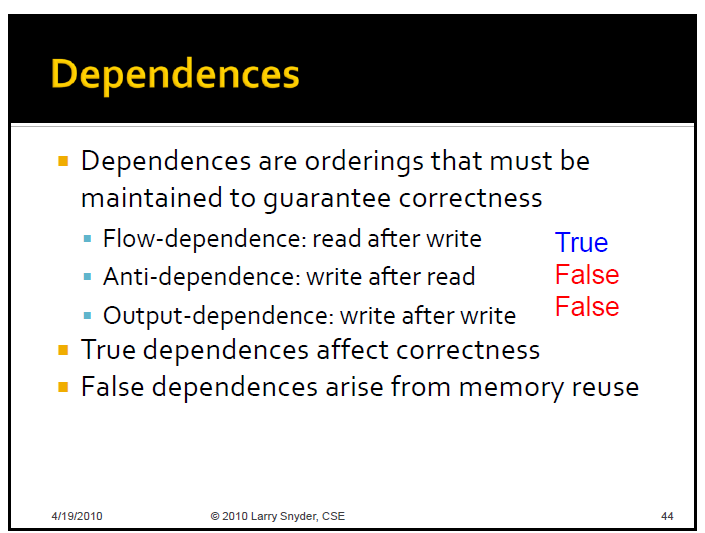 Dependences
Dependences are orderings that must be
maintained to guarantee correctness
Flow-dependence: read after write True
Anti-dependence: write after read False
Output-dependence: write after write False
True dependences affect correctness
False dependences arise from memory reuse
4/19/2010 © 2010 Larry Snyder, CSE 44